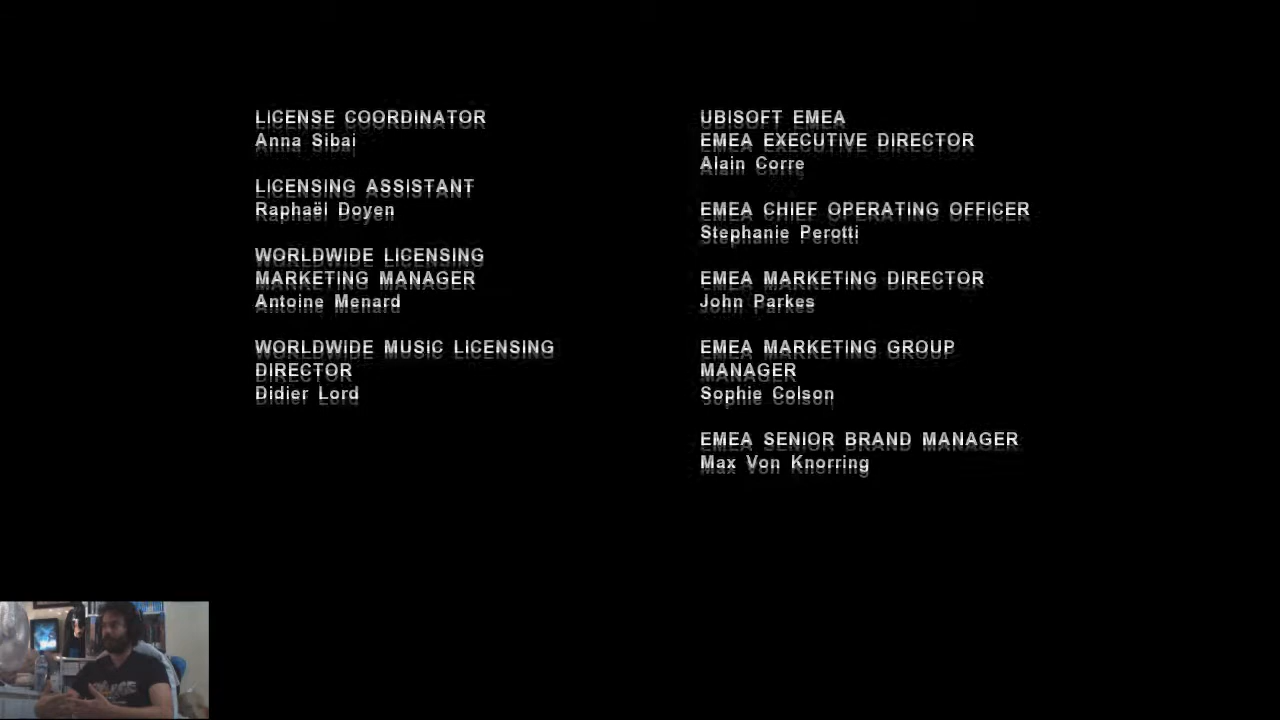 LICENSE COORDINATOR
Anna Sibai
LICENSING ASSISTANT
Raphaël Doyen
WORLDWIDE LICENSING
MARKETING MANAGER
Antoine Menard
WORLDWIDE MUSIC LICENSING
DIRECTOR
Didier Lord
UBISOFT EMEA
EMEA EXECUTIVE DIRECTOR
Alain Corre
EMEA CHIEF OPERATING OFFICER
Stephanie Perotti
EMEA MARKETING DIRECTOR
John Parkes
EMEA MARKETING GROUP
MANAGER
Sophie Colson
EMEA SENIOR BRAND MANAGER
Max Von Knorring